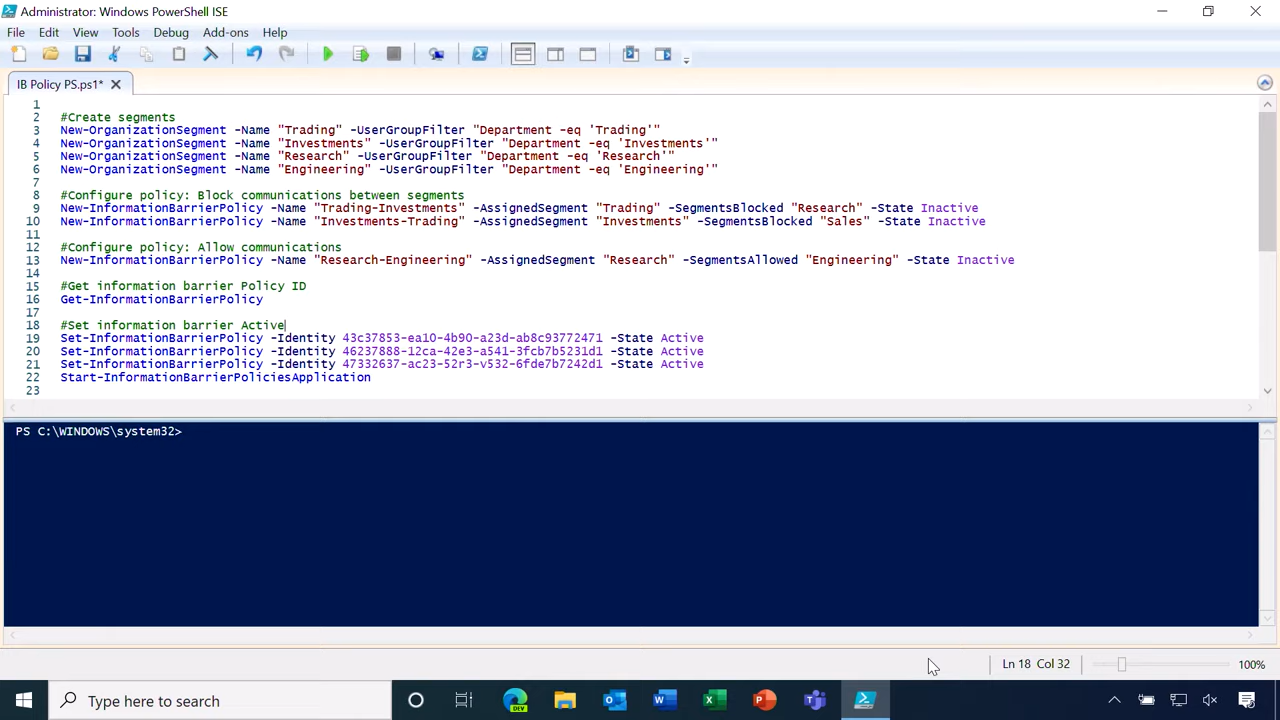 Administrator: Windows PowerShell ISE
File Edit View Tools Debug Add-ons Help
IB Policy PS.ps1*
1
2 #Create segments
3 New-OrganizationSegment -Name "Trading" -UserGroupFilter "Department -eq 'Trading'"
4 New-OrganizationSegment -Name "Investments" -UserGroupFilter "Department -eq 'Investments'"
5 New-OrganizationSegment -Name "Research" -UserGroupFilter "Department -eq 'Research'"
6 New-OrganizationSegment -Name "Engineering" -UserGroupFilter "Department -eq 'Engineering'"
7
8 #Configure policy: Block communications between segments
9 New-InformationBarrierPolicy -Name "Trading-Investments" -AssignedSegment "Trading" -SegmentsBlocked "Research" -State Inactive
10 New-InformationBarrierPolicy -Name "Investments-Trading" -AssignedSegment "Investments" -SegmentsBlocked "Sales" -State Inactive
11
12 #Configure policy: Allow communications
13 New-InformationBarrierPolicy -Name "Research-Engineering" -AssignedSegment "Research" -SegmentsAllowed "Engineering" -State Inactive
14
15 #Get information barrier Policy ID
16 Get-InformationBarrierPolicy
17
18 #Set information barrier Active
19 Set-InformationBarrierPolicy -Identity 43c37853-ea10-4b90-a23d-ab8c93772471 -State Active
20 Set-InformationBarrierPolicy -Identity 46237888-12ca-42e3-a541-3fcb7b5231d1 -State Active
21 Set-InformationBarrierPolicy -Identity 47332637-ac23-52r3-v532-6fde7b7242d1 -State Active
22 Start-InformationBarrierPoliciesApplication
23
PS C:\WINDOWS\system32>
Ln 18 Col 32 100%
Type here to search
DEV